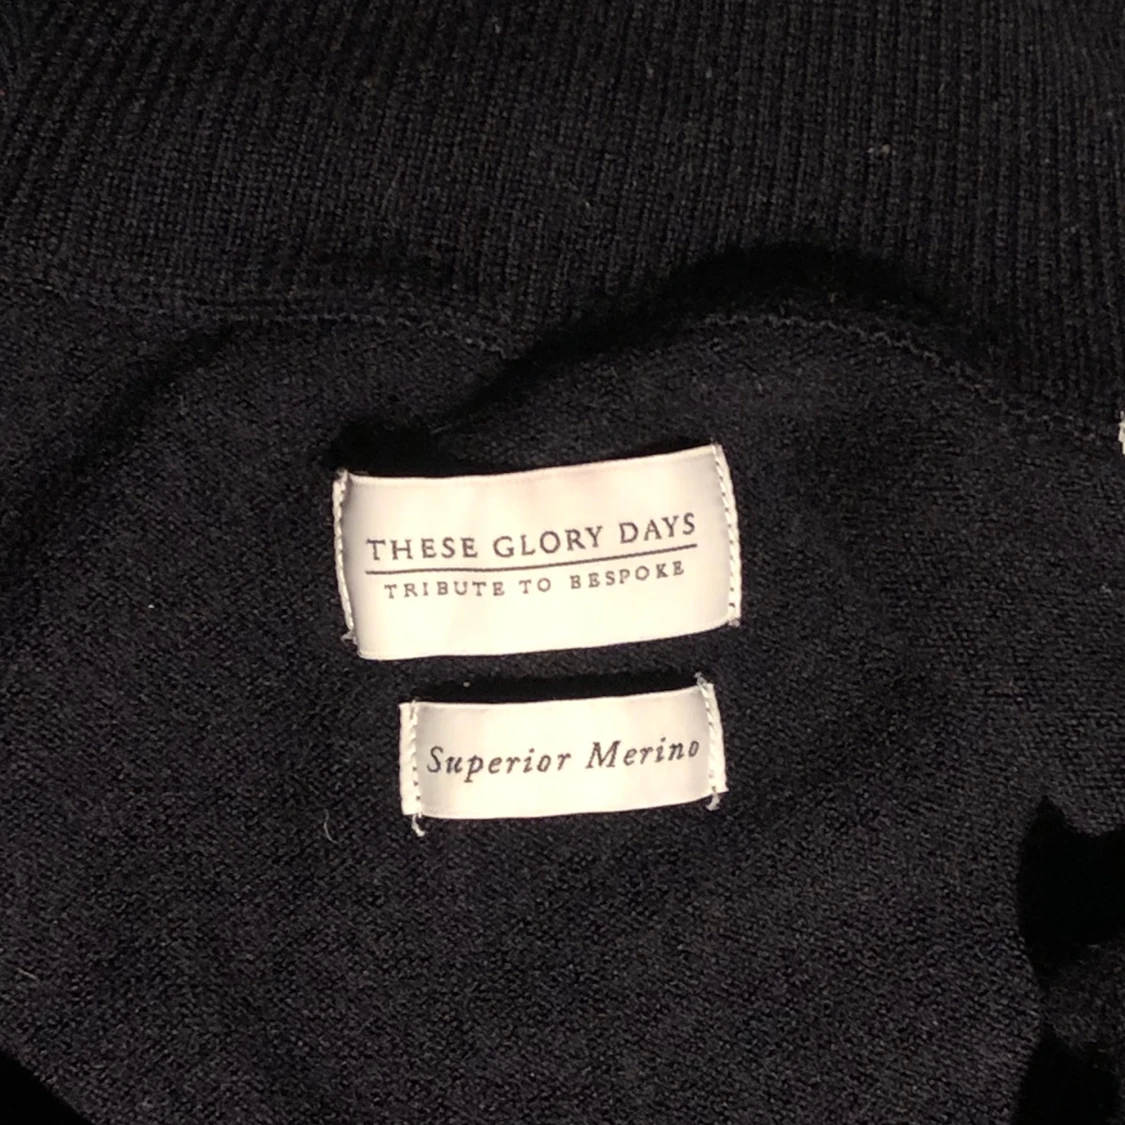 THESE GLORY DAYS
TRIBUTE TO BESPOKE
Superior Merino